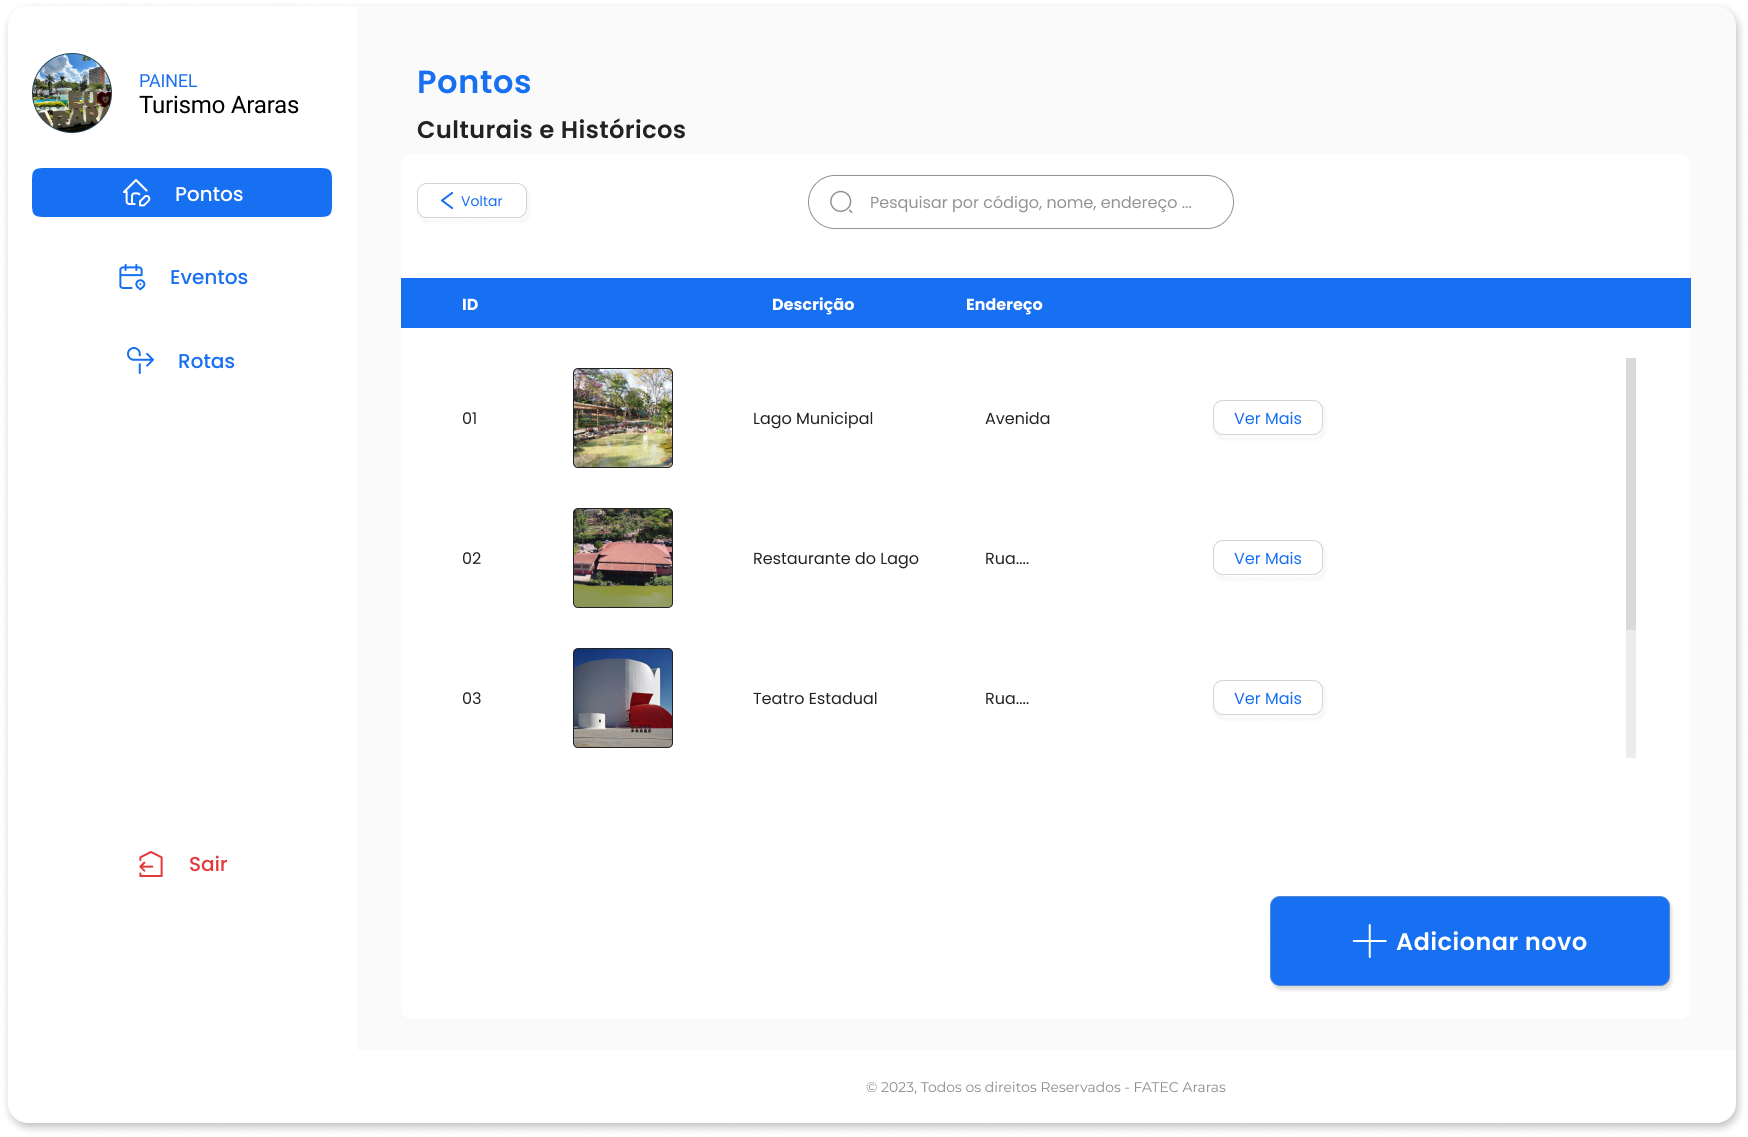 PAINEL
Turismo Araras
Pontos
Eventos
Rotas
Sair
Pontos
Culturais e Históricos
Voltar
Pesquisar por código, nome, endereço ...
ID Descrição Endereço
01 Lago Municipal Avenida Ver Mais
02 Restaurante do Lago Rua.... Ver Mais
03 Teatro Estadual Rua.... Ver Mais
Adicionar novo
© 2023, Todos os direitos Reservados - FATEC Araras